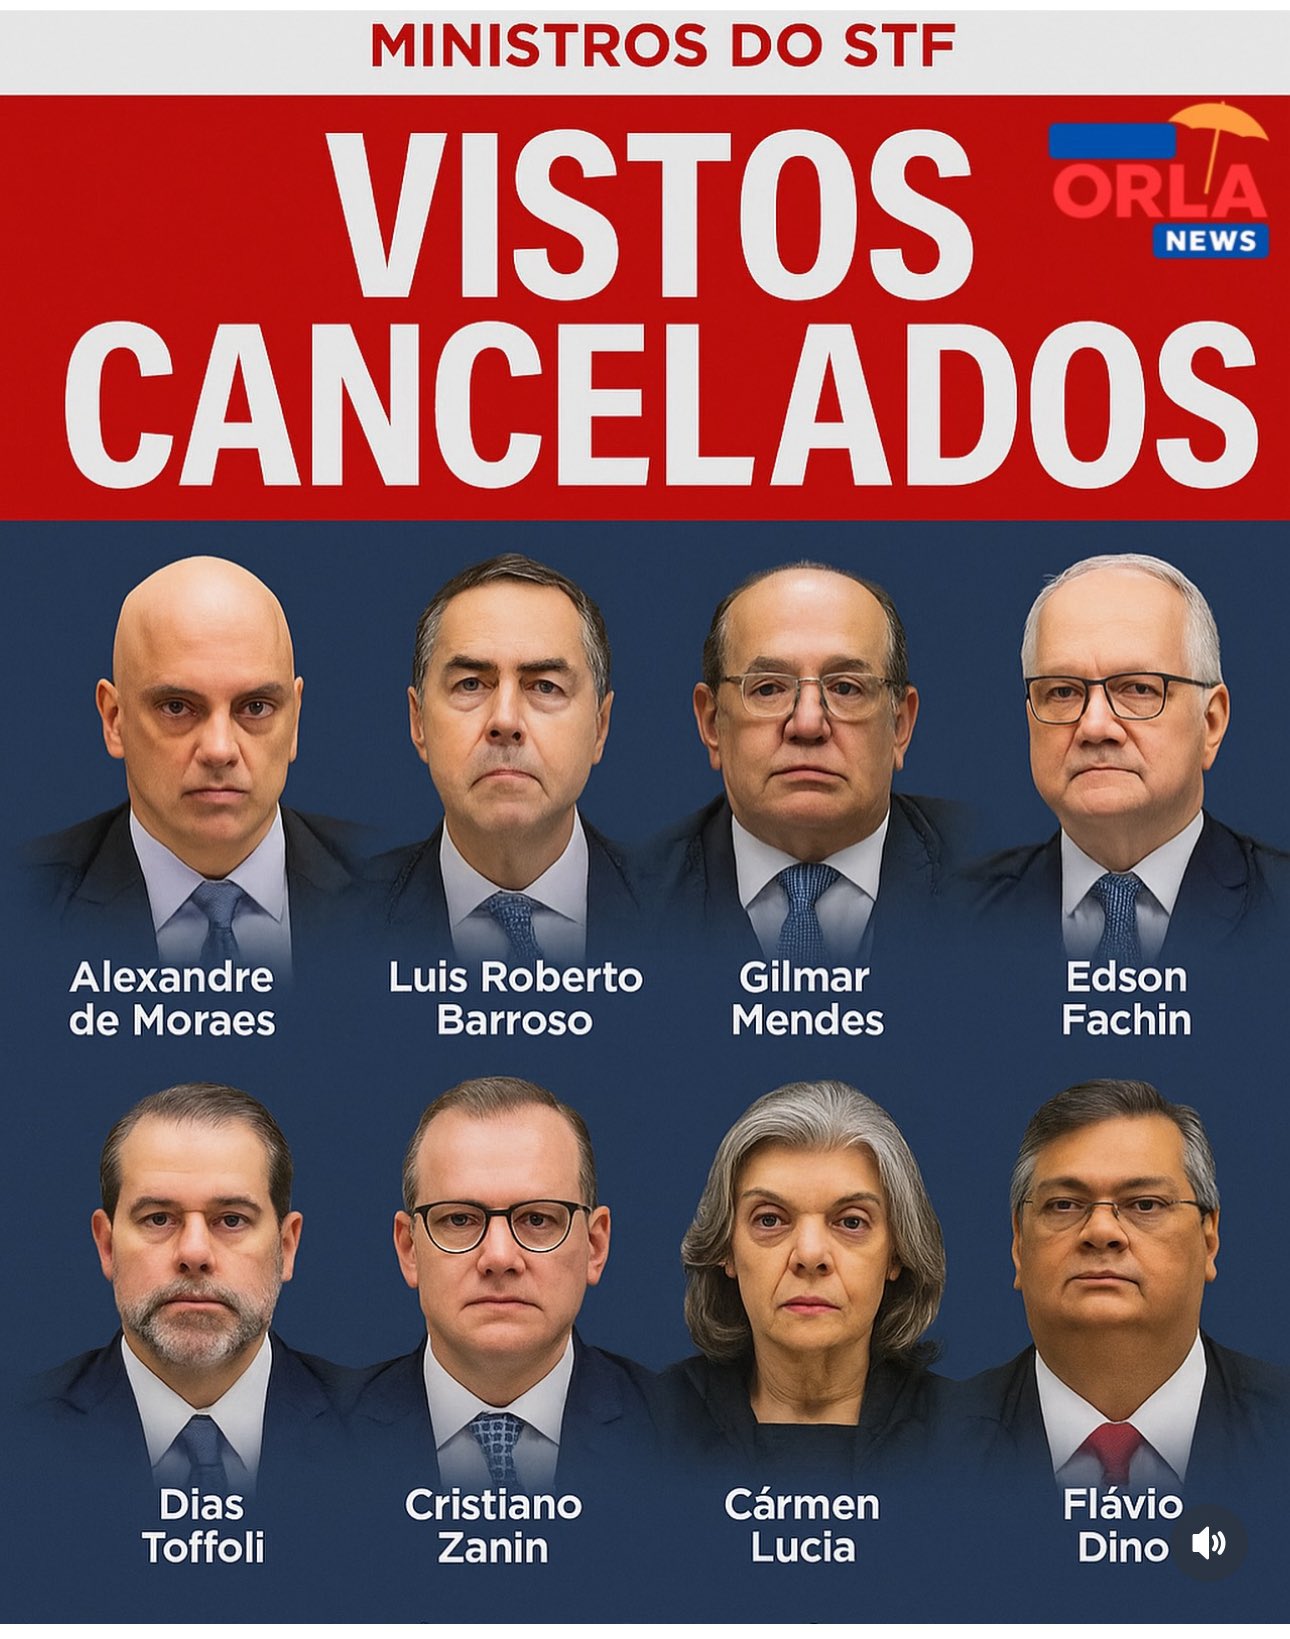 MINISTROS DO STF
VISTOS
CANCELADOS
ORLA
NEWS
Alexandre
de Moraes
Luis Roberto
Barroso
Gilmar
Mendes
Edson
Fachin
Dias
Toffoli
Cristiano
Zanin
Cármen
Lucia
Flávio
Dino